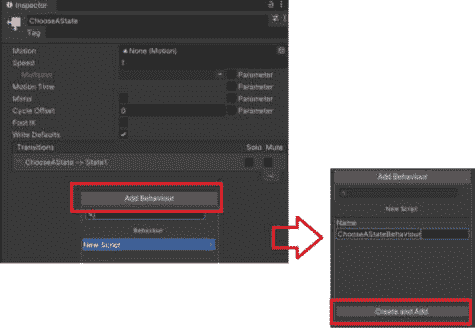 Inspector
ChooseAState
Tag
Motion None (Motion)
Speed 1
Multiplier Parameter
Motion Time Parameter
Mirror Parameter
Cycle Offset 0 Parameter
Foot IK
Write Defaults
Transitions Solo Mute
ChooseAState -> State1
Add Behaviour
Behaviour
New Script
Add Behaviour
New Script
Name
ChooseAStateBehaviour
Create and Add